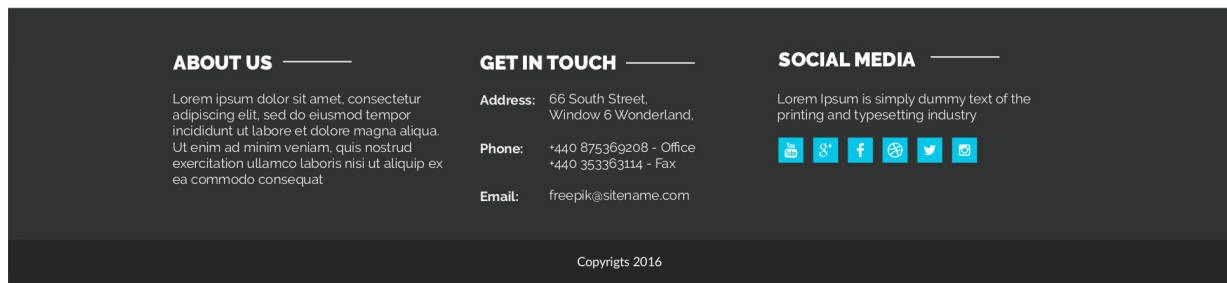 ABOUT US
Lorem ipsum dolor sit amet, consectetur
adipiscing elit, sed do eiusmod tempor
incididunt ut labore et dolore magna aliqua.
Ut enim ad minim veniam, quis nostrud
exercitation ullamco laboris nisi ut aliquip ex
ea commodo consequat
GET IN TOUCH
Address: 66 South Street,
Window 6 Wonderland,
Phone: +440 875369208 - Office
+440 353363114 - Fax
Email: freepik@sitename.com
SOCIAL MEDIA
Lorem Ipsum is simply dummy text of the
printing and typesetting industry
You Tube g+ f
Copyrigts 2016